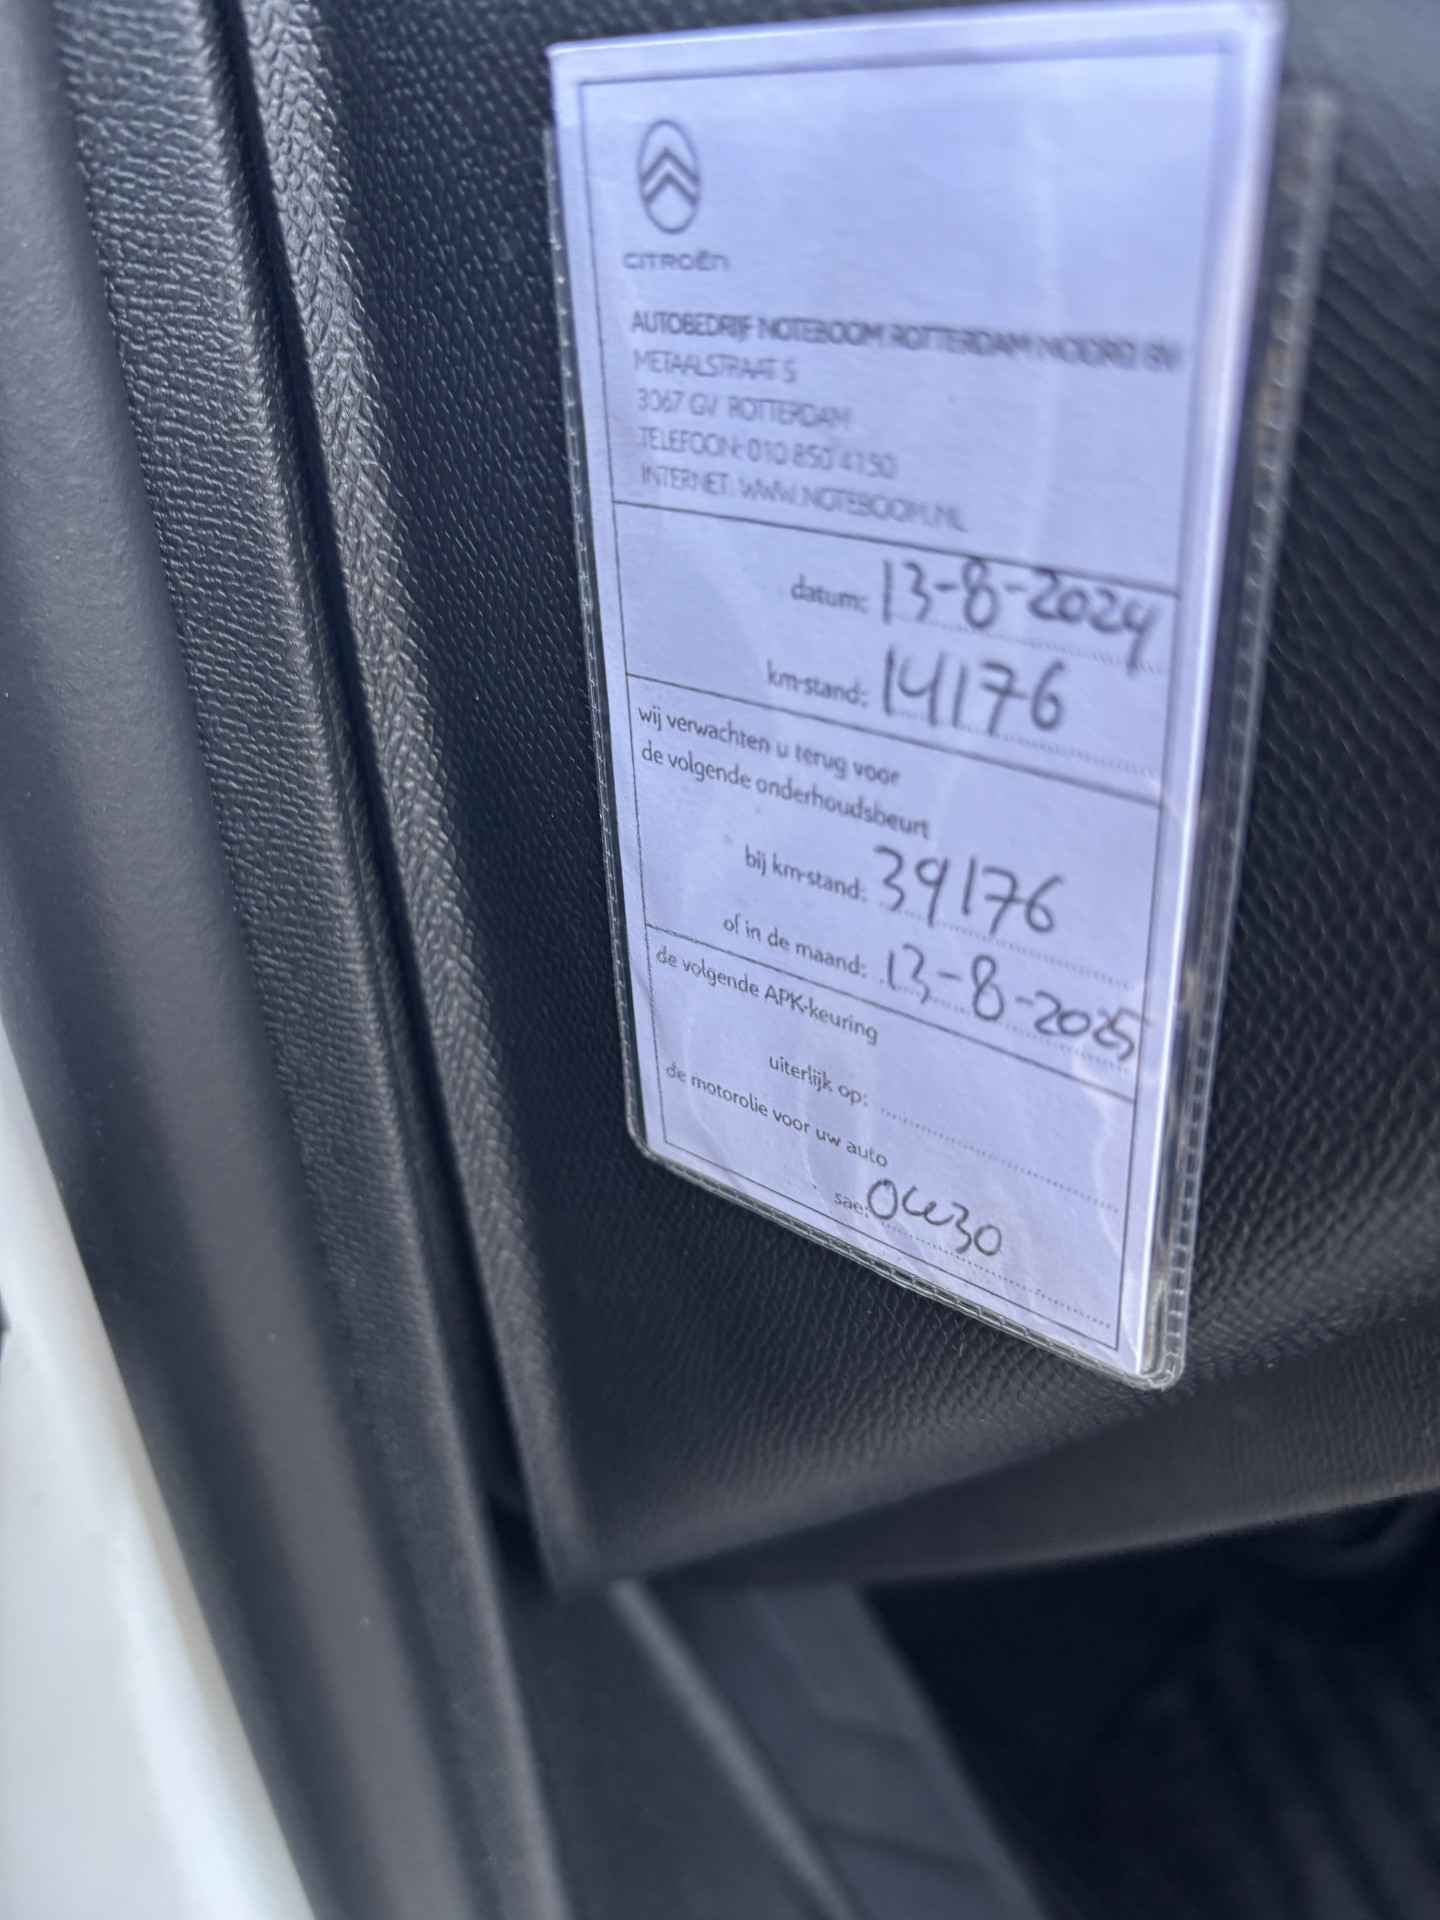 CITROËN
AUTOBEDRIJF NOTEBOOM ROTTERDAM NOORD BV
METAALSTRAAT 5
3067 GV ROTTERDAM
TELEFOON: 010 850 4150
INTERNET: WWW.NOTEBOOM.NL
datum: 13-8-2024
km-stand: 14176
wij verwachten u terug voor
de volgende onderhoudsbeurt
bij km-stand: 39176
of in de maand: 13-8-2025
de volgende APK-keuring
uiterlijk op:
de motorolie voor uw auto
sae: 0w30